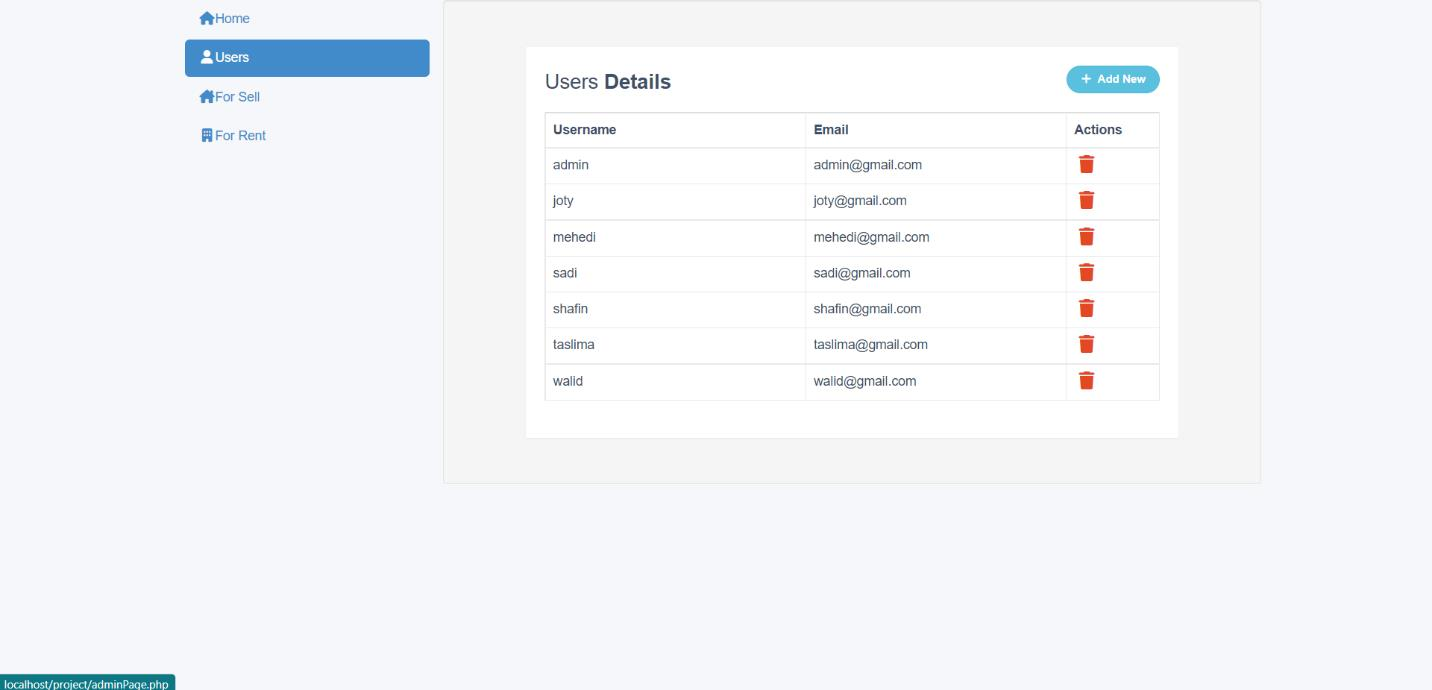 Home
Users
For Sell
For Rent
Users Details
+ Add New
Username Email Actions
admin admin@gmail.com
joty joty@gmail.com
mehedi mehedi@gmail.com
sadi sadi@gmail.com
shafin shafin@gmail.com
taslima taslima@gmail.com
walid walid@gmail.com
localhost/project/adminPage.php